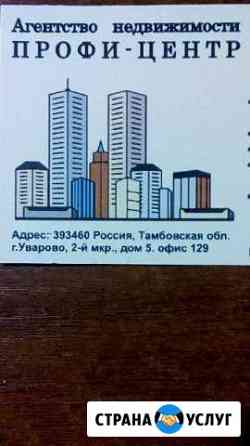 Агентство недвижимости
ПРОФИ-ЦЕНТР
Адрес: 393460 Россия, Тамбовская обл.
г.Уварово, 2-й мкр., дом 5. офис 129
СТРАНА УСЛУГ